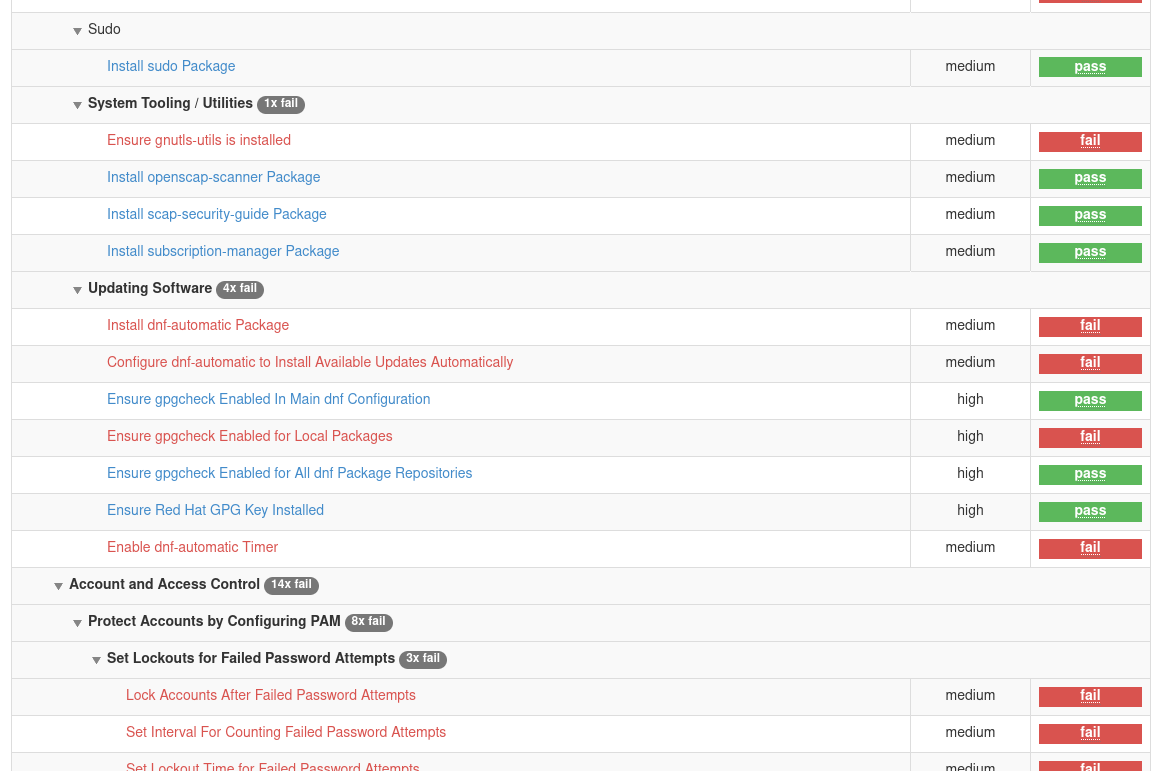 Sudo
Install sudo Package medium pass
System Tooling / Utilities 1x fail
Ensure gnutls-utils is installed medium fail
Install openscap-scanner Package medium pass
Install scap-security-guide Package medium pass
Install subscription-manager Package medium pass
Updating Software 4x fail
Install dnf-automatic Package medium fail
Configure dnf-automatic to Install Available Updates Automatically medium fail
Ensure gpgcheck Enabled In Main dnf Configuration high pass
Ensure gpgcheck Enabled for Local Packages high fail
Ensure gpgcheck Enabled for All dnf Package Repositories high pass
Ensure Red Hat GPG Key Installed high pass
Enable dnf-automatic Timer medium fail
Account and Access Control 14x fail
Protect Accounts by Configuring PAM 8x fail
Set Lockouts for Failed Password Attempts 3x fail
Lock Accounts After Failed Password Attempts medium fail
Set Interval For Counting Failed Password Attempts medium fail
Set Lockout Time for Failed Password Attempts medium fail